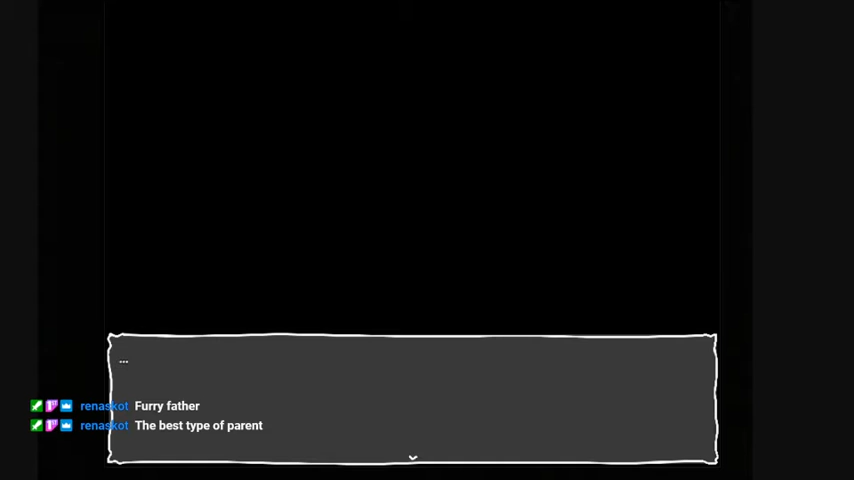 ...
renaskot Furry father
renaskot The best type of parent